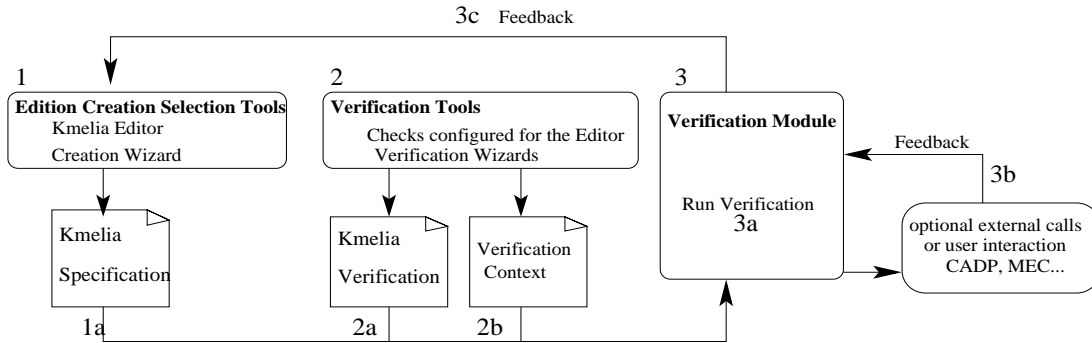 3c Feedback
1
Edition Creation Selection Tools
Kmelia Editor
Creation Wizard
2
Verification Tools
Checks configured for the Editor
Verification Wizards
3
Verification Module
Run Verification
3a
Feedback
3b
optional external calls
or user interaction
CADP, MEC...
Kmelia
Specification
1a
Kmelia
Verification
2a
Verification
Context
2b